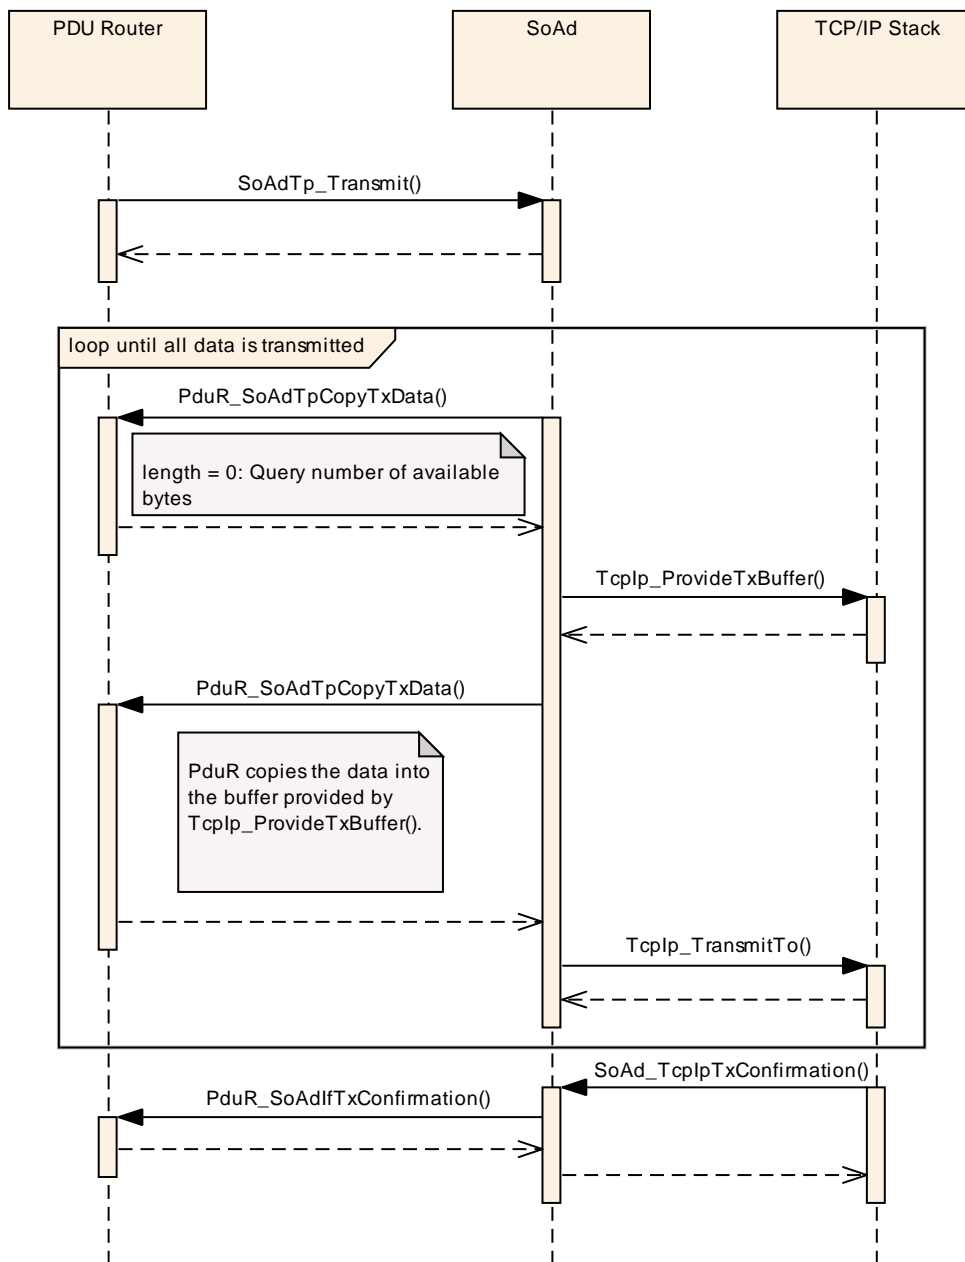 PDU Router
SoAd
TCP/IP Stack
SoAdTp_Transmit()
loop until all data is transmitted
PduR_SoAdTpCopyTxData()
length = 0: Query number of available
bytes
TcpIp_ProvideTxBuffer()
PduR_SoAdTpCopyTxData()
PduR copies the data into
the buffer provided by
TcpIp_ProvideTxBuffer().
TcpIp_TransmitTo()
SoAd_TcpIpTxConfirmation()
PduR_SoAdIfTxConfirmation()